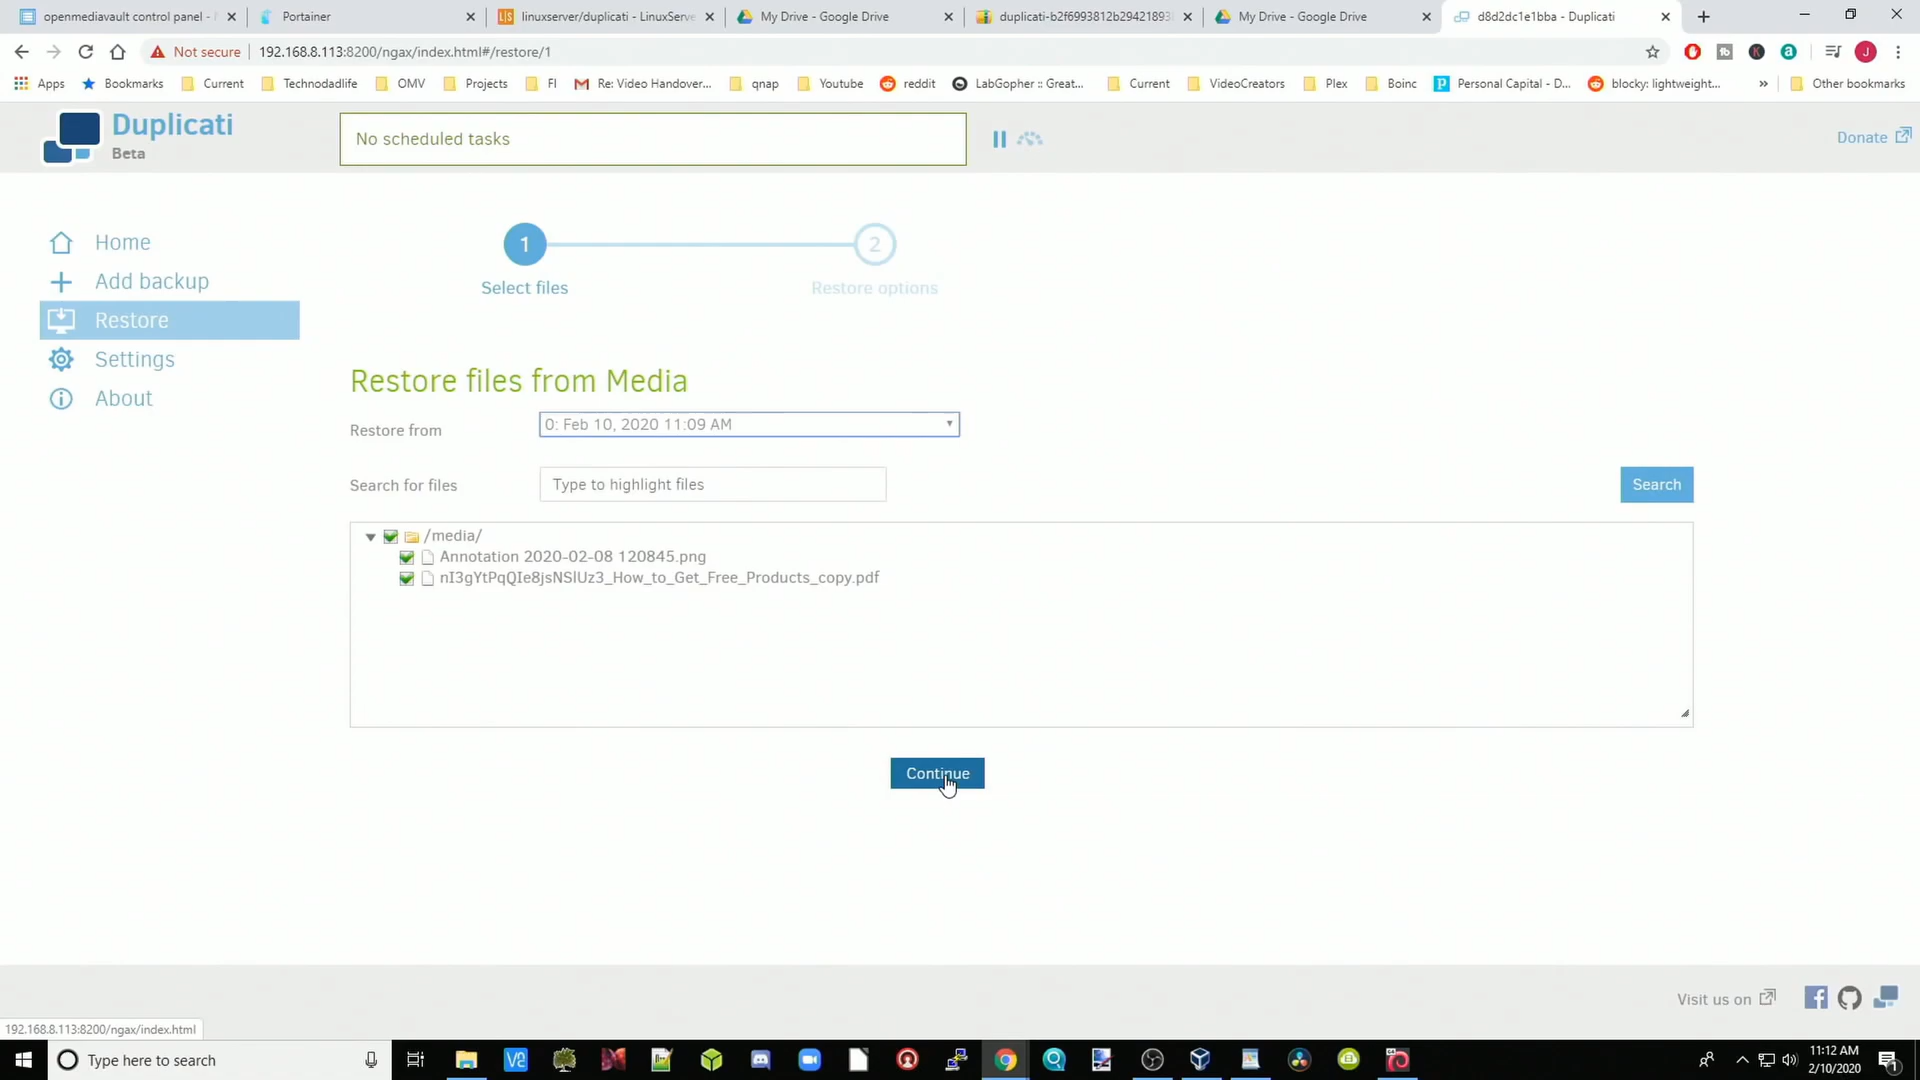 openmediavault control panel -
Portainer
linuxserver/duplicati - LinuxServe
My Drive - Google Drive
duplicati-b2f6993812b29421893
My Drive - Google Drive
d8d2dc1e1bba - Duplicati
Not secure
192.168.8.113:8200/ngax/index.html#/restore/1
Apps
Bookmarks
Current
Technodadlife
OMV
Projects
FI
Re: Video Handover...
qnap
Youtube
reddit
LabGopher :: Great...
Current
VideoCreators
Plex
Boinc
Personal Capital - D...
blocky: lightweight...
»
Other bookmarks
Duplicati
Beta
No scheduled tasks
Donate
Home
Add backup
Restore
Settings
About
1
2
Select files
Restore options
Restore files from Media
Restore from
0: Feb 10, 2020 11:09 AM
Search for files
Type to highlight files
Search
/media/
Annotation 2020-02-08 120845.png
nI3gYtPqQIe8jsNSlUz3_How_to_Get_Free_Products_copy.pdf
Continue
Visit us on
192.168.8.113:8200/ngax/index.html
Type here to search
11:12 AM
2/10/2020